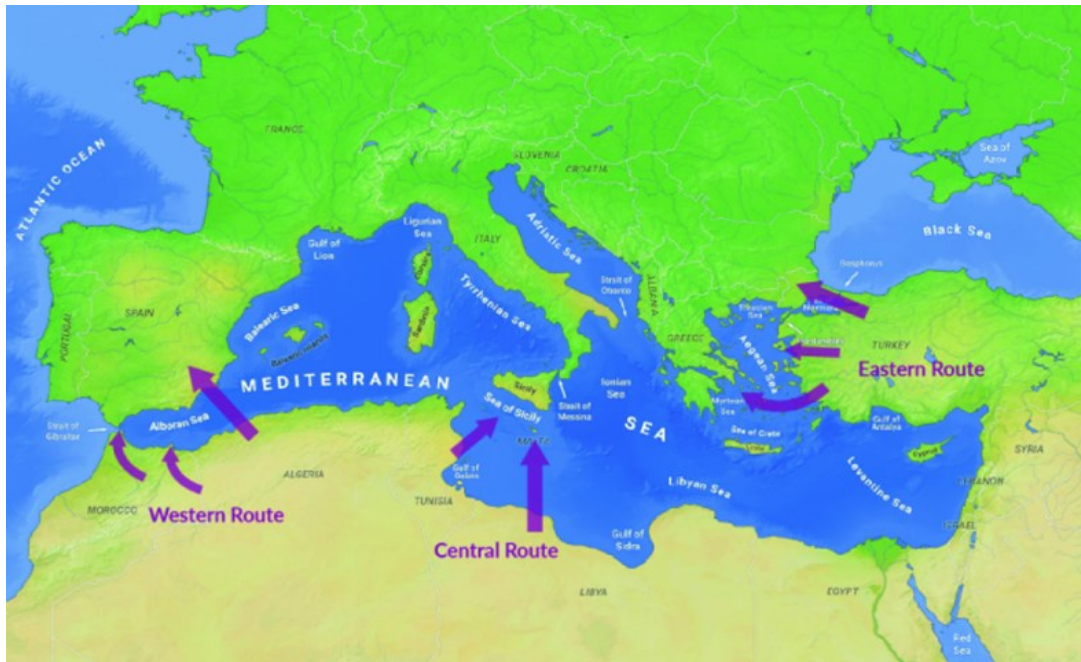 ATLANTIC OCEAN
FRANCE
SLOVENIA
CROATIA
Sea of
Azov
Black Sea
Bosphorus
Ligurian
Sea
Gulf of
Lion
ITALY
Adriatic Sea
Corsica
Sardinia
Tyrrhenian Sea
Strait of
Otranto
ALBANIA
GREECE
Aegean Sea
TURKEY
Eastern Route
PORTUGAL
SPAIN
Balearic Sea
Balearic Islands
MEDITERRANEAN
SEA
Sicily
Sea of Sicily
Strait of
Messina
Ionian
Sea
MALTA
Sea of Crete
Gulf of
Antalya
Cyprus
SYRIA
LEBANON
Levantine Sea
ISRAEL
Strait of
Gibraltar
Alboran Sea
MOROCCO
Western Route
ALGERIA
Gulf of
TUNISIA
Central Route
Libyan Sea
Gulf of
Sidra
LIBYA
EGYPT
Red
Sea